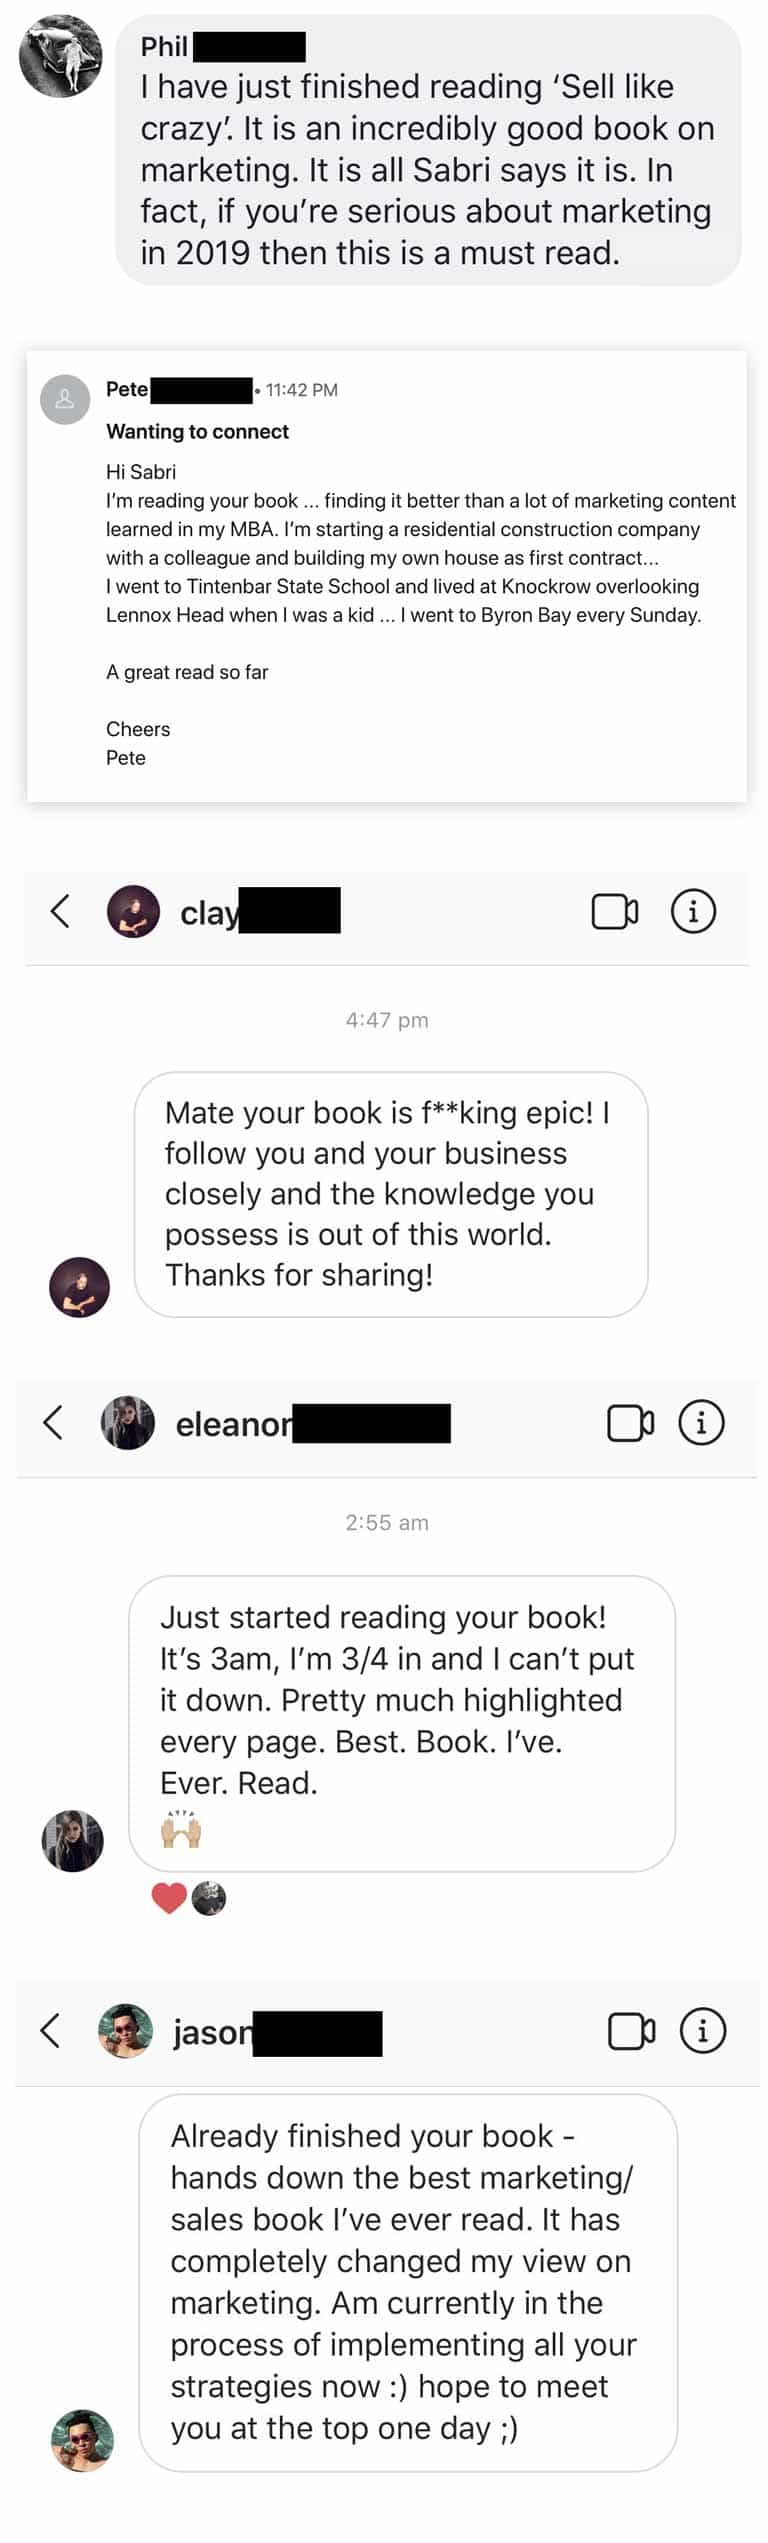 Phil
I have just finished reading ‘Sell like
crazy’. It is an incredibly good book on
marketing. It is all Sabri says it is. In
fact, if you’re serious about marketing
in 2019 then this is a must read.
Pete • 11:42 PM
Wanting to connect
Hi Sabri
I’m reading your book ... finding it better than a lot of marketing content
learned in my MBA. I’m starting a residential construction company
with a colleague and building my own house as first contract...
I went to Tintenbar State School and lived at Knockrow overlooking
Lennox Head when I was a kid ... I went to Byron Bay every Sunday.
A great read so far
Cheers
Pete
clay
4:47 pm
Mate your book is f**king epic! I
follow you and your business
closely and the knowledge you
possess is out of this world.
Thanks for sharing!
eleanor
2:55 am
Just started reading your book!
It’s 3am, I’m 3/4 in and I can’t put
it down. Pretty much highlighted
every page. Best. Book. I’ve.
Ever. Read.
🙌🏼
jason
Already finished your book -
hands down the best marketing/
sales book I’ve ever read. It has
completely changed my view on
marketing. Am currently in the
process of implementing all your
strategies now :) hope to meet
you at the top one day ;)